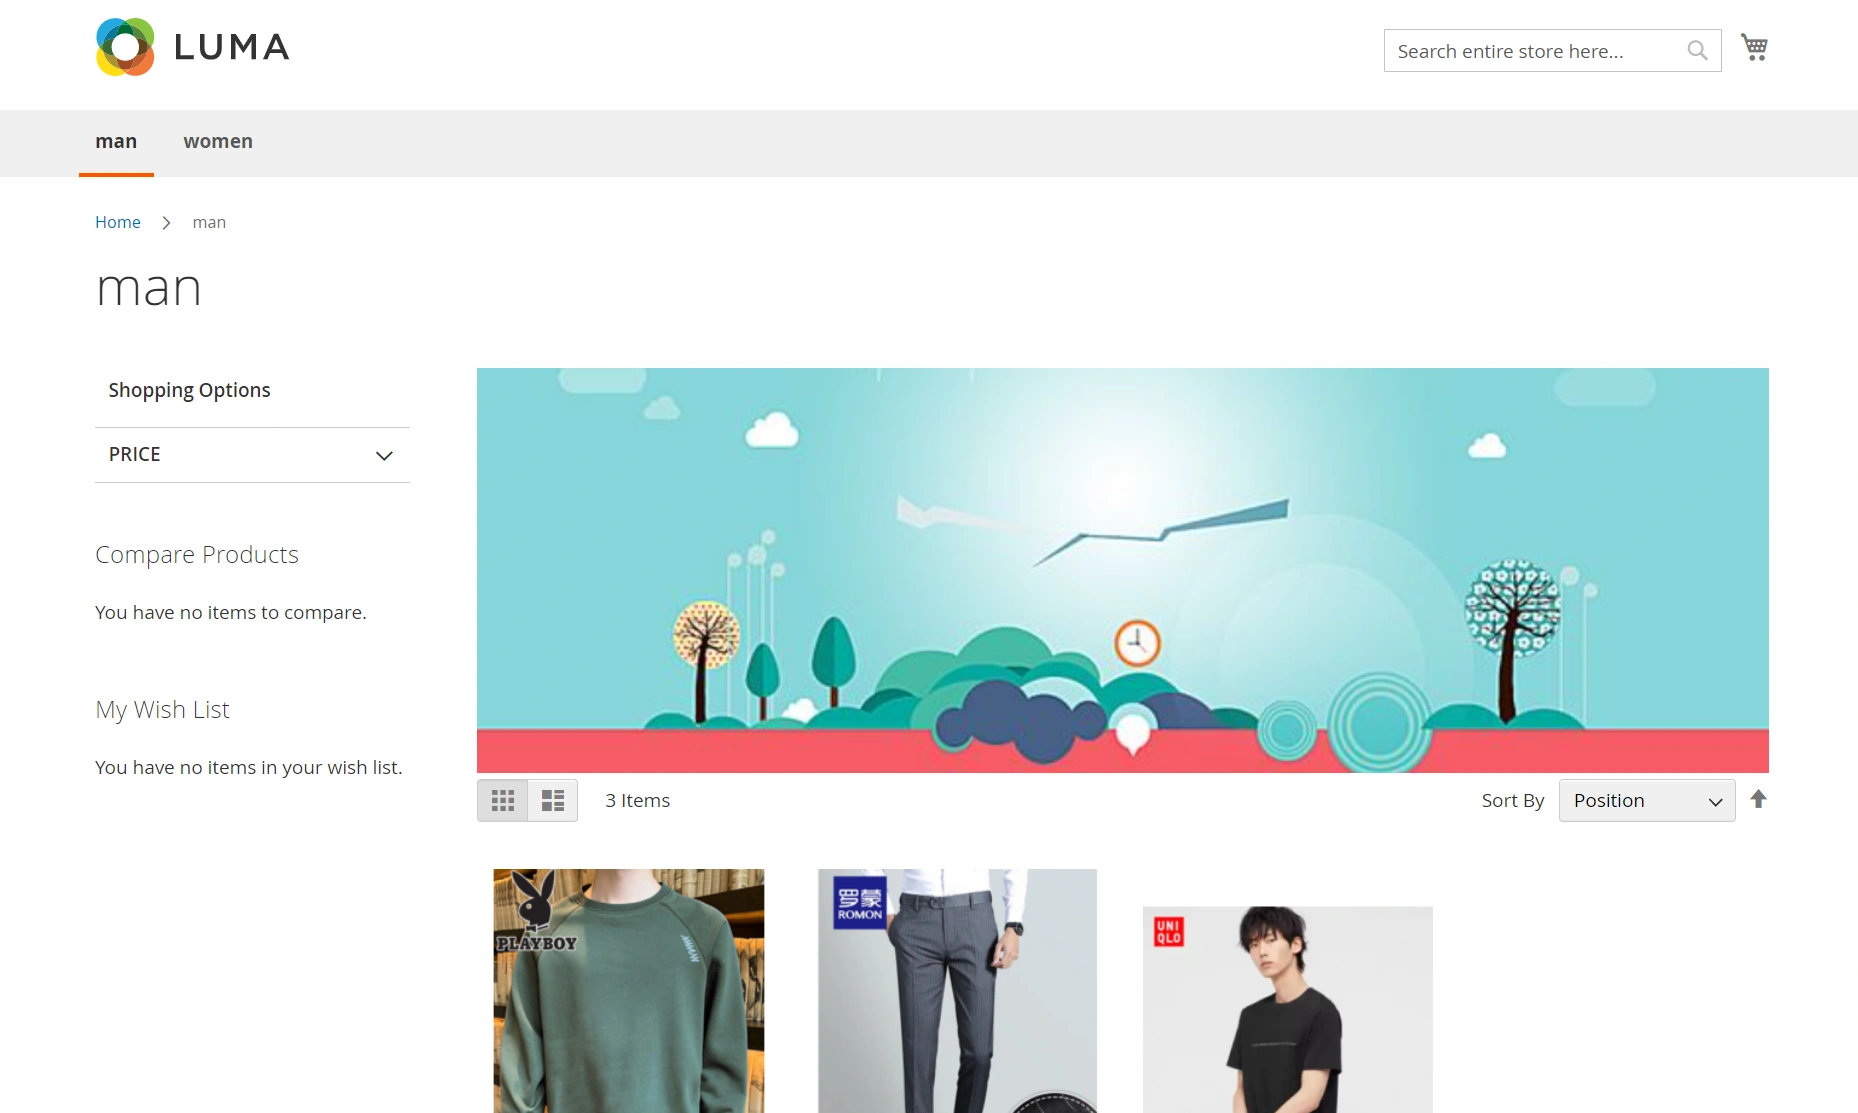 LUMA
Search entire store here...
man
women
Home
man
man
Shopping Options
PRICE
Compare Products
You have no items to compare.
My Wish List
You have no items in your wish list.
3 Items
Sort By
Position
PLAYBOY
罗蒙
ROMON
UNI
QLO